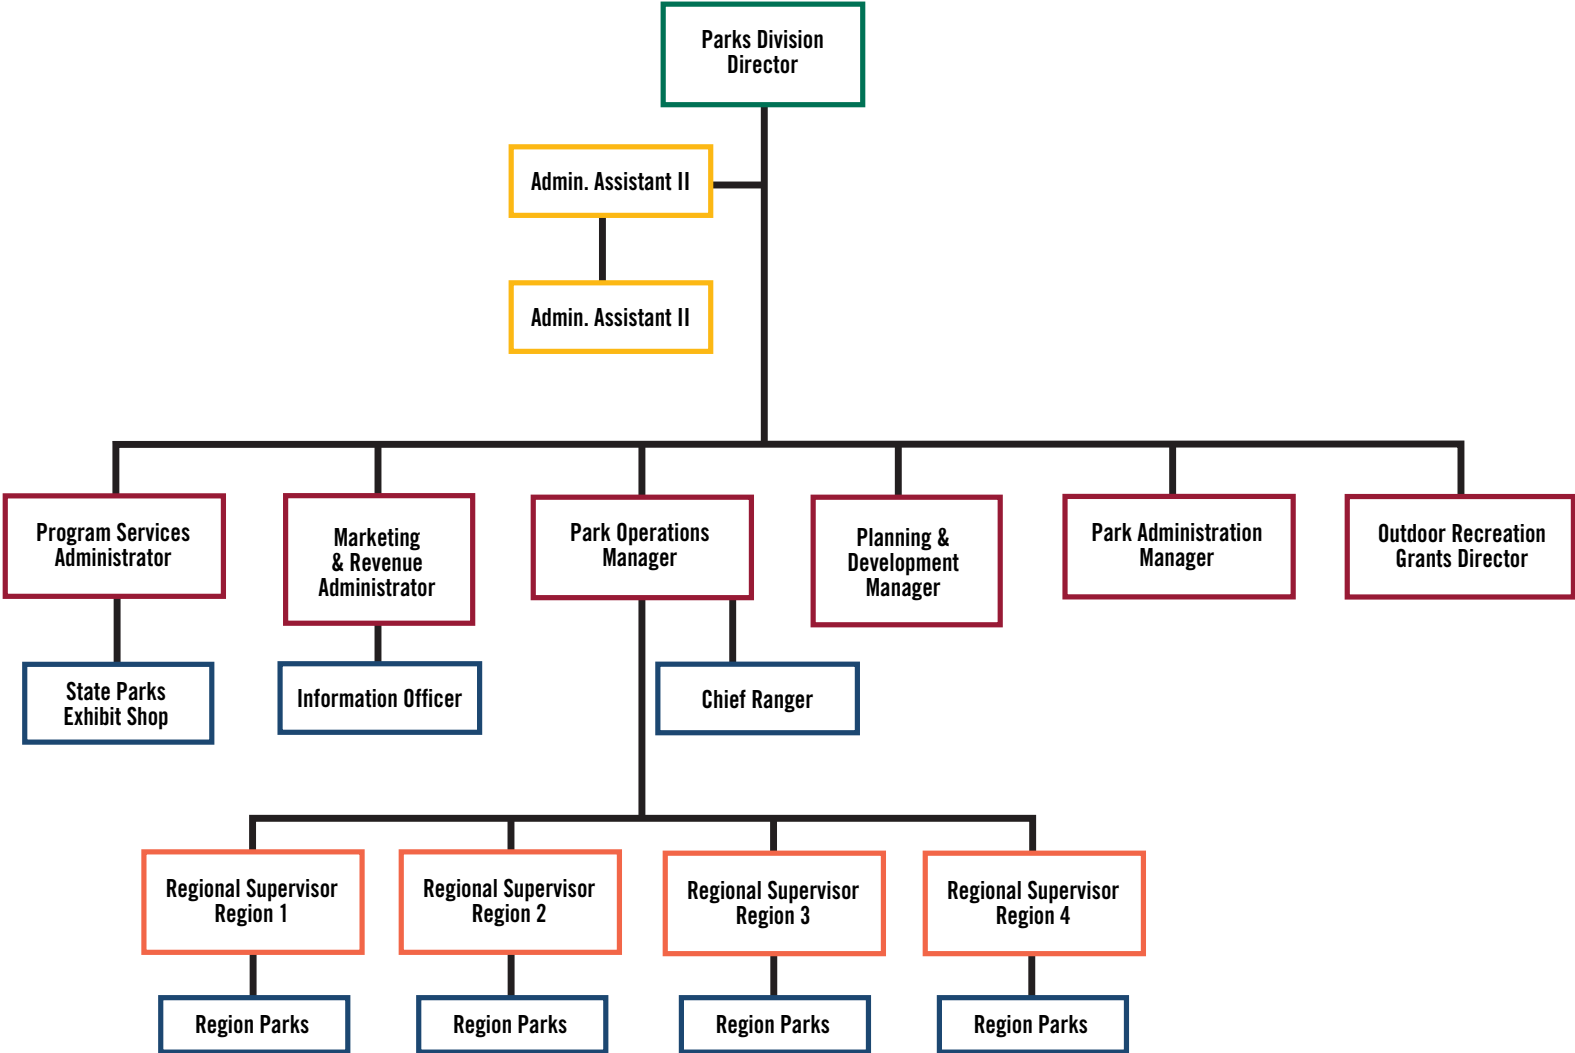 Parks Division
Director
Admin. Assistant II
Admin. Assistant II
Program Services
Administrator
Marketing
& Revenue
Administrator
Park Operations
Manager
Planning &
Development
Manager
Park Administration
Manager
Outdoor Recreation
Grants Director
State Parks
Exhibit Shop
Information Officer
Chief Ranger
Regional Supervisor
Region 1
Regional Supervisor
Region 2
Regional Supervisor
Region 3
Regional Supervisor
Region 4
Region Parks
Region Parks
Region Parks
Region Parks